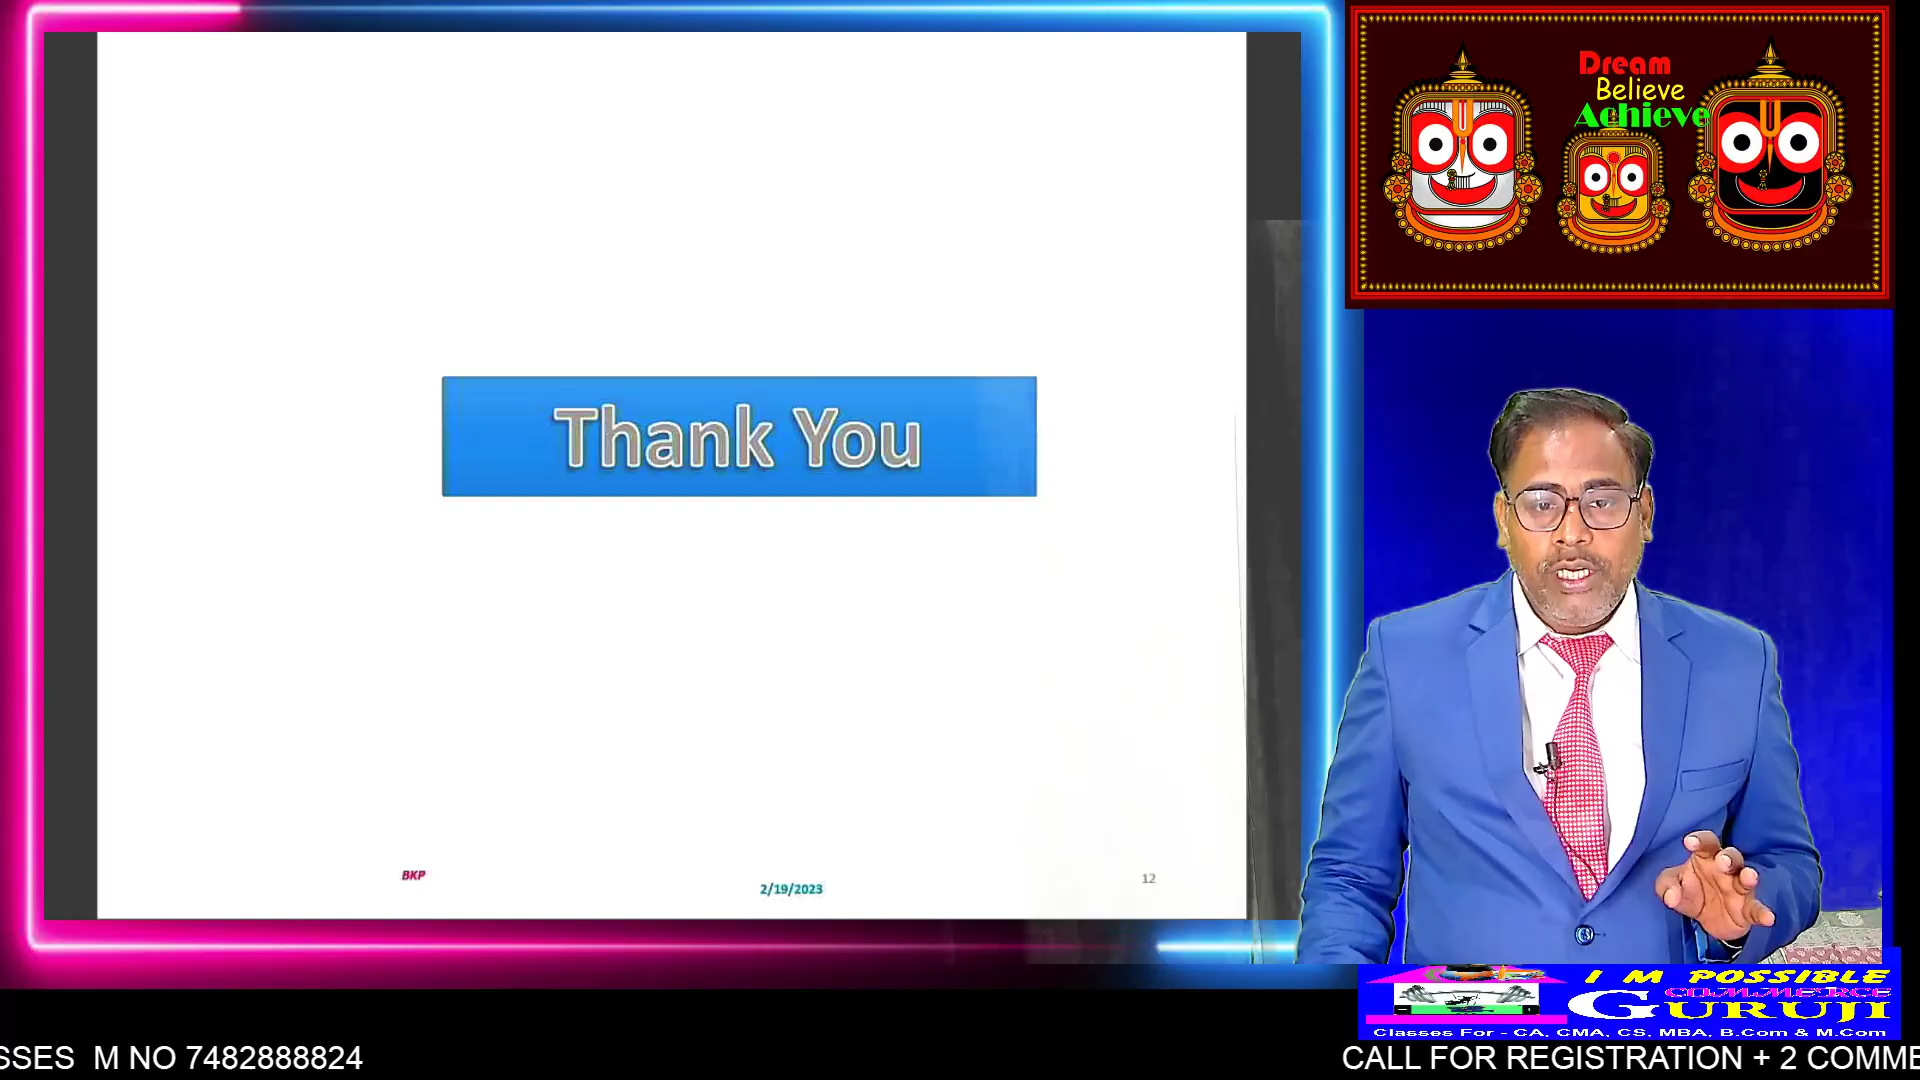 Dream
Believe
Achieve
Thank You
BKP
2/19/2023
12
I M POSSIBLE
COMMERCE
GURUJI
Classes For - CA, CMA, CS, MBA, B.Com & M.Com
SSES M NO 7482888824
CALL FOR REGISTRATION + 2 COMME